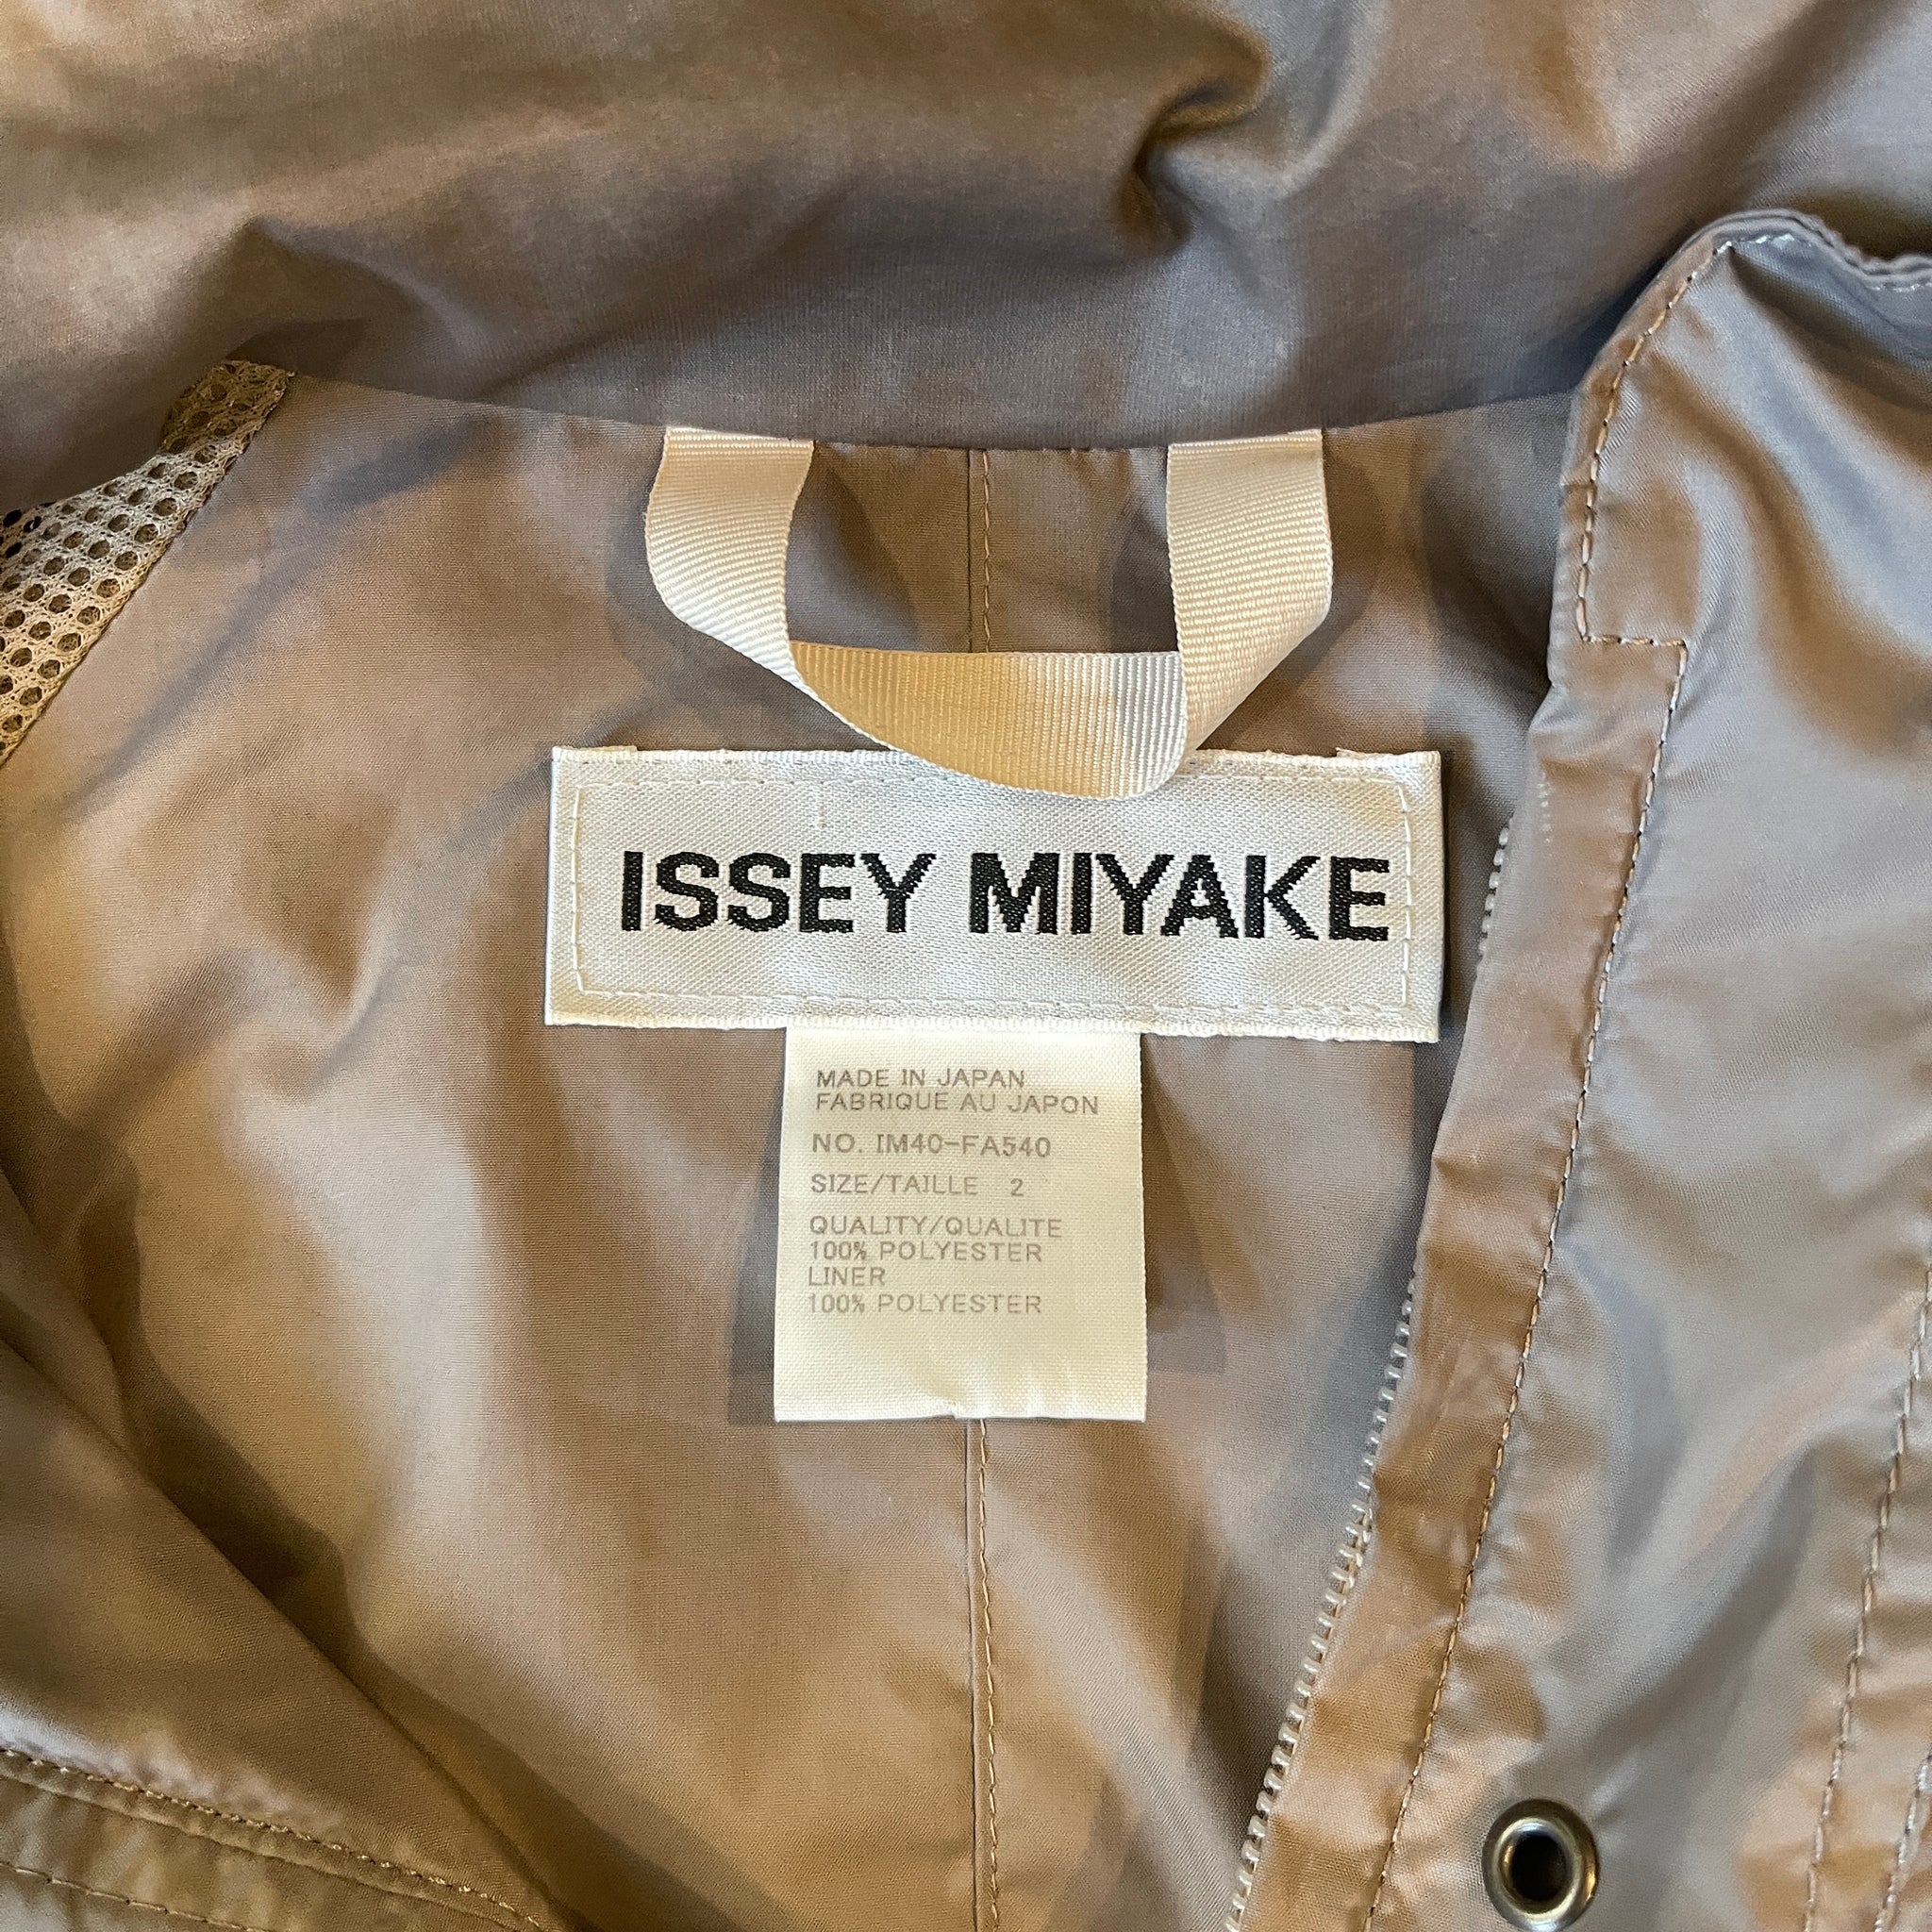 ISSEY MIYAKE
MADE IN JAPAN
FABRIQUE AU JAPON
NO. IM40-FA540
SIZE/TAILLE 2
QUALITY/QUALITE
100% POLYESTER
LINER
100% POLYESTER